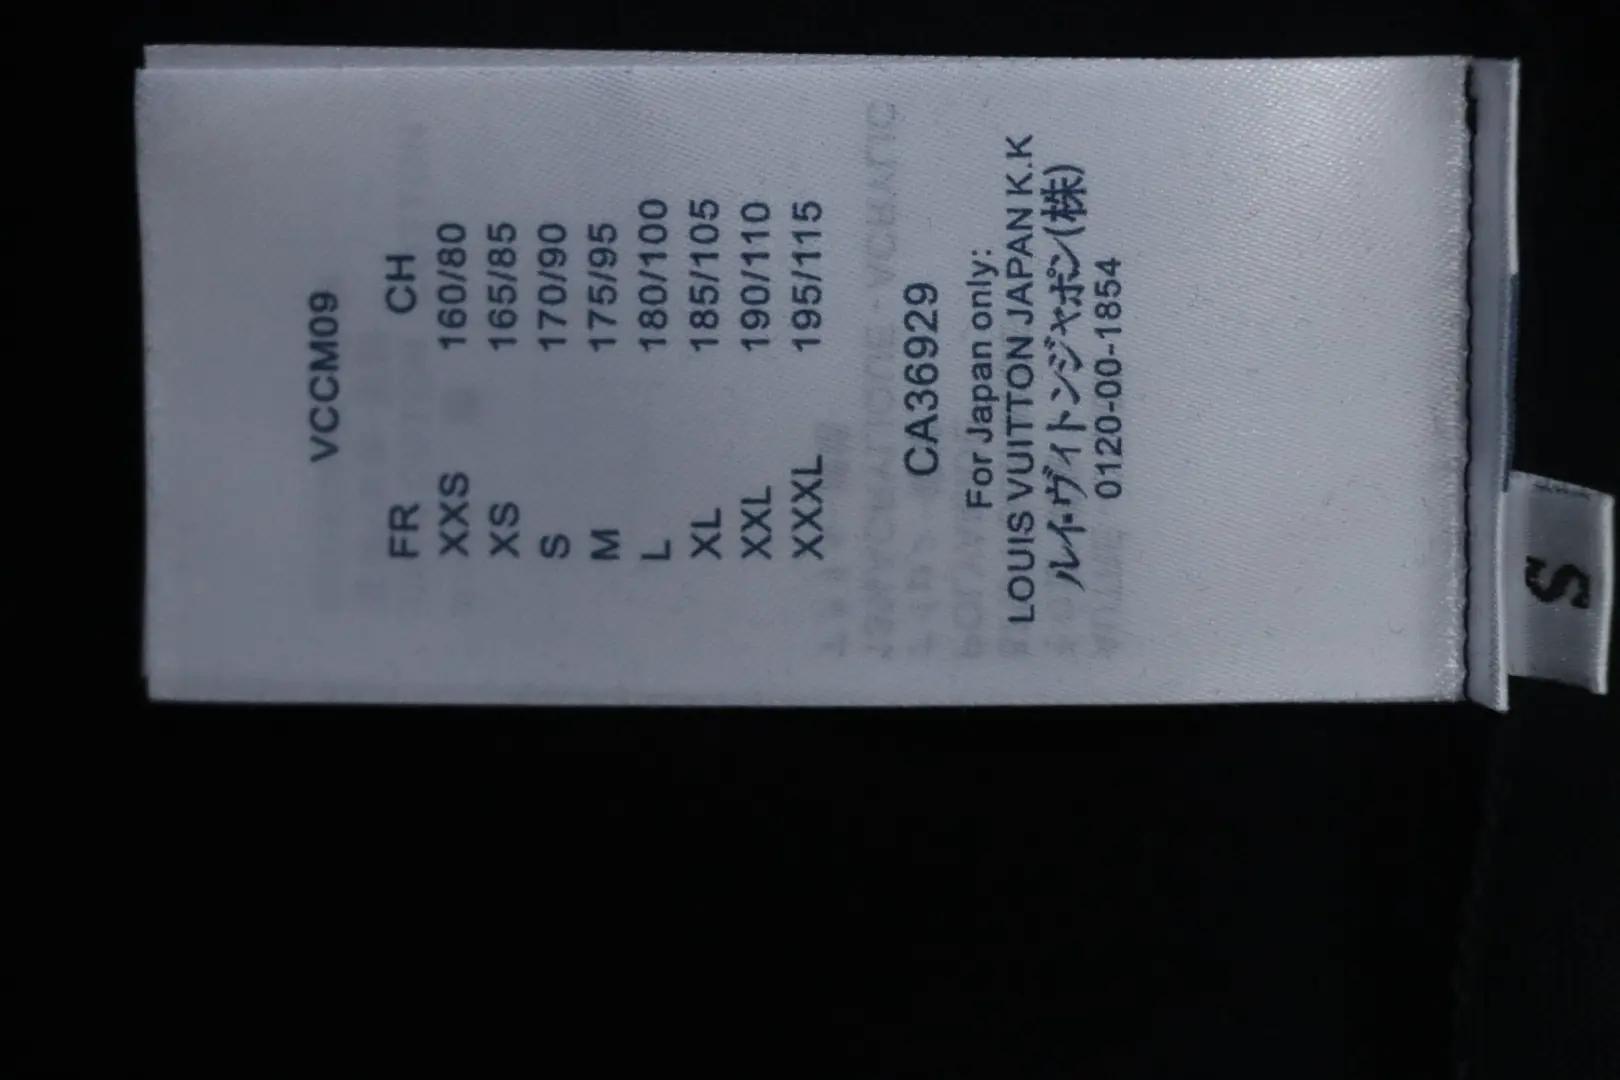 VCCM09
FR CH
XXS 160/80
XS 165/85
S 170/90
M 175/95
L 180/100
XL 185/105
XXL 190/110
XXXL 195/115
CA36929
For Japan only:
LOUIS VUITTON JAPAN K.K
ルイ・ヴィトンジャポン(株)
0120-00-1854
S